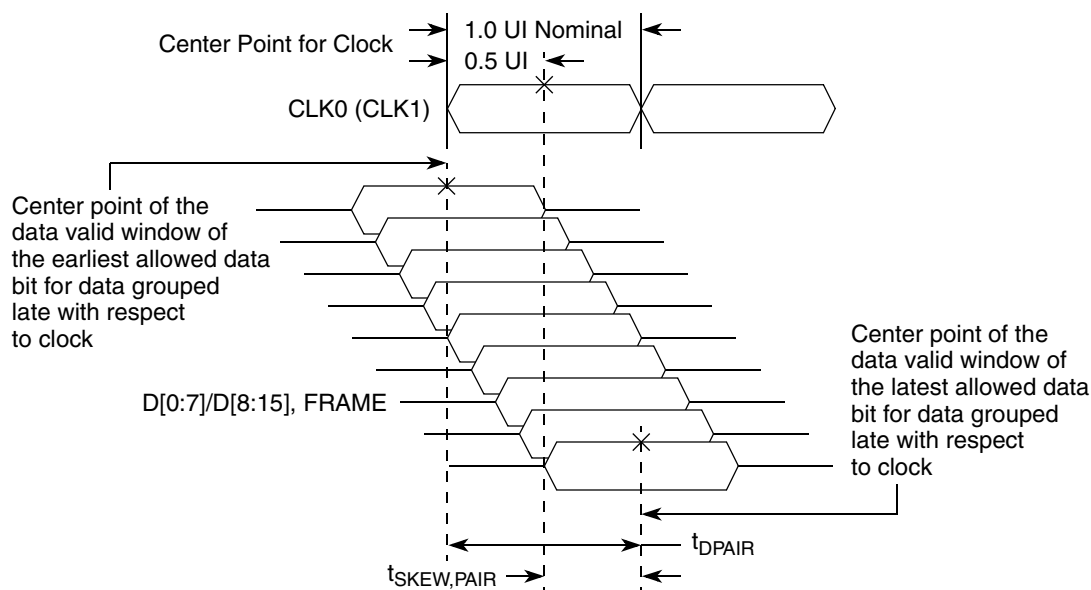 1.0 UI Nominal
Center Point for Clock
0.5 UI
CLK0 (CLK1)
Center point of the
data valid window of
the earliest allowed data
bit for data grouped
late with respect
to clock
Center point of the
data valid window of
the latest allowed data
bit for data grouped
late with respect
to clock
D[0:7]/D[8:15], FRAME
tDPAIR
tSKEW,PAIR